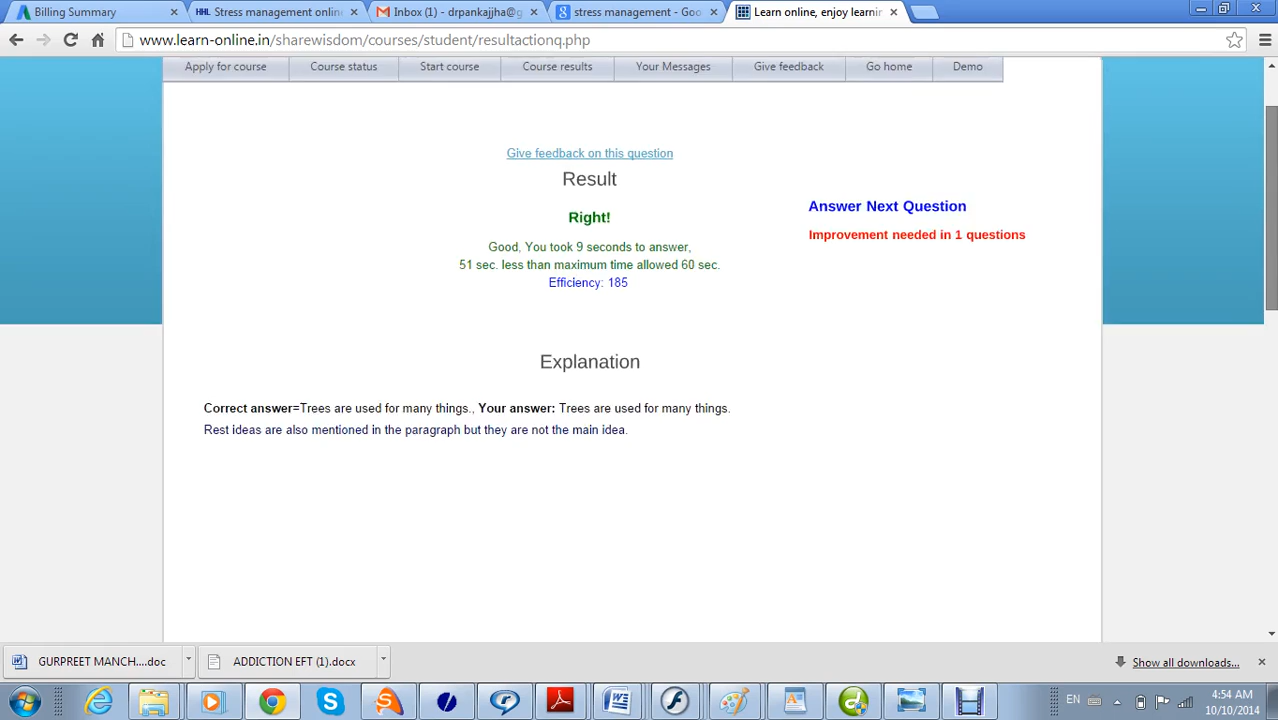 Billing Summary
Stress management online
Inbox (1) - drpankajjha@g
stress management - Goo
Learn online, enjoy learnin
www.learn-online.in/sharewisdom/courses/student/resultactionq.php
Apply for course
Course status
Start course
Course results
Your Messages
Give feedback
Go home
Demo
Give feedback on this question
Result
Right!
Good, You took 9 seconds to answer,
51 sec. less than maximum time allowed 60 sec.
Efficiency: 185
Answer Next Question
Improvement needed in 1 questions
Explanation
Correct answer=Trees are used for many things., Your answer: Trees are used for many things.
Rest ideas are also mentioned in the paragraph but they are not the main idea.
GURPREET MANCH....doc
ADDICTION EFT (1).docx
Show all downloads...
EN
4:54 AM
10/10/2014